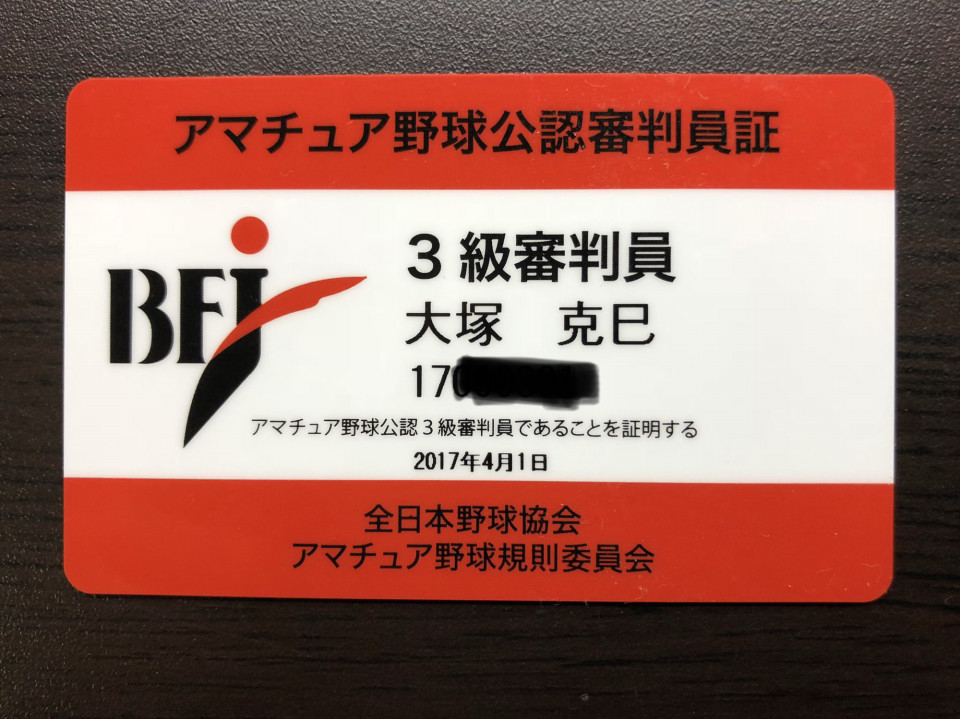 アマチュア野球公認審判員証
BFJ
3級審判員
大塚　克巳
17
アマチュア野球公認3級審判員であることを証明する
2017年4月1日
全日本野球協会
アマチュア野球規則委員会